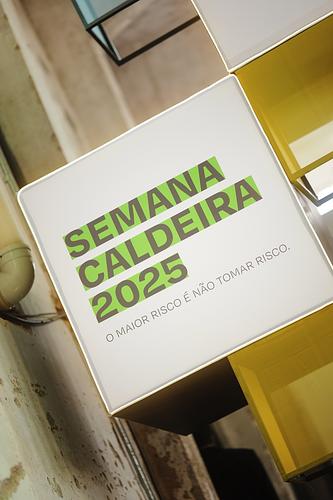 SEMANA
CALDEIRA
2025
O MAIOR RISCO É NÃO TOMAR RISCO.